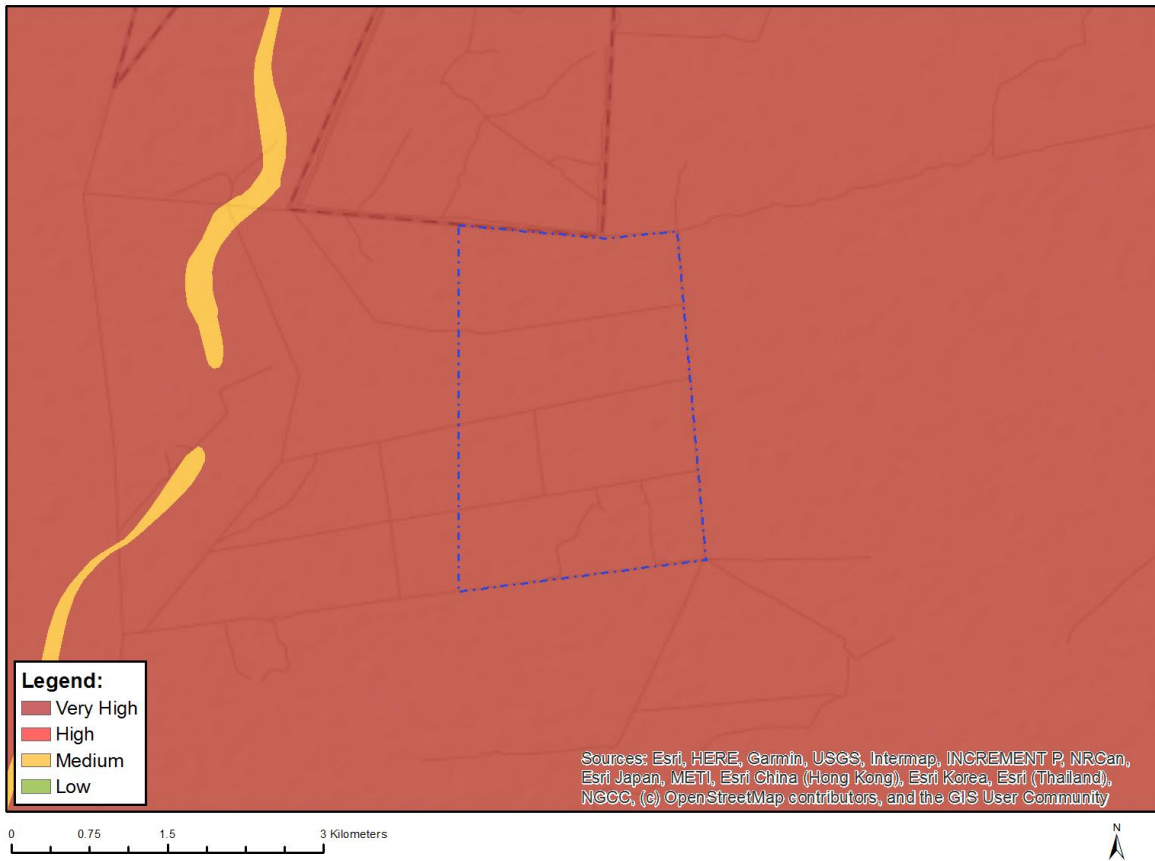 Legend:
Very High
High
Medium
Low
Sources: Esri, HERE, Garmin, USGS, Intermap, INCREMENT P, NRCan,
Esri Japan, METI, Esri China (Hong Kong), Esri Korea, Esri (Thailand),
NGCC, (c) OpenStreetMap contributors, and the GIS User Community
0 0.75 1.5 3 Kilometers
N